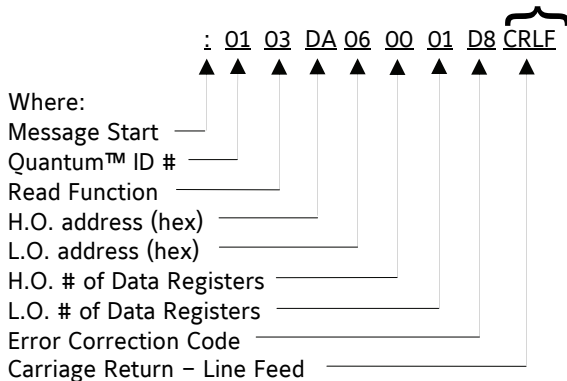 : 01 03 DA 06 00 01 D8 CRLF
Where:
Message Start
Quantum™ ID #
Read Function
H.O. address (hex)
L.O. address (hex)
H.O. # of Data Registers
L.O. # of Data Registers
Error Correction Code
Carriage Return – Line Feed